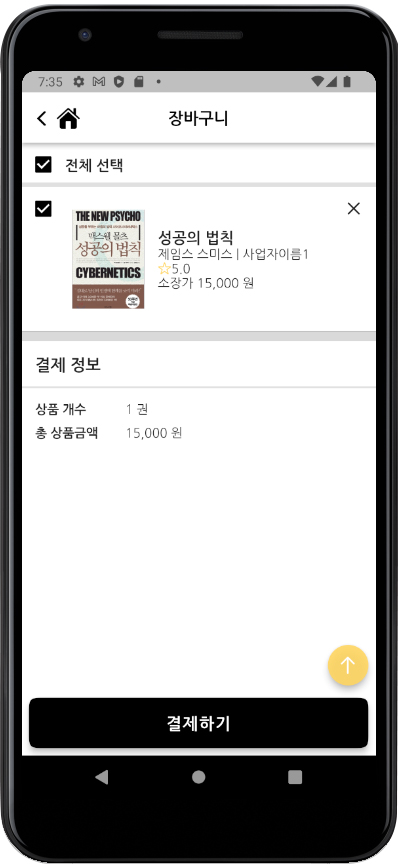 7:35
장바구니
전체 선택
THE NEW PSYCHO
맥스웰 몰츠
성공의 법칙
CYBERNETICS
성공의 법칙
제임스 스미스 | 사업자이름1
☆5.0
소장가 15,000 원
결제 정보
상품 개수 1 권
총 상품금액 15,000 원
결제하기